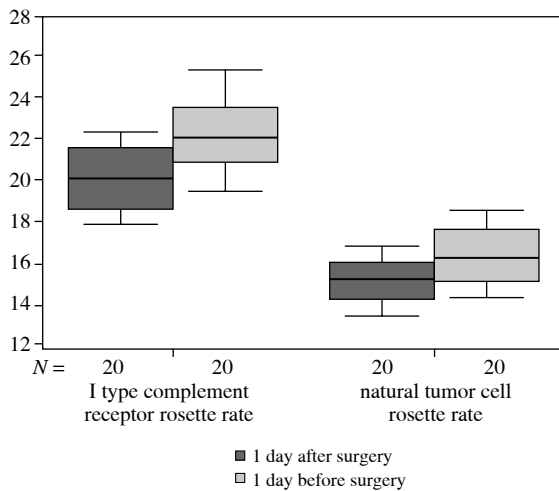 28
26
24
22
20
18
16
14
12
N = 20 20 20 20
I type complement
receptor rosette rate
natural tumor cell
rosette rate
1 day after surgery
1 day before surgery